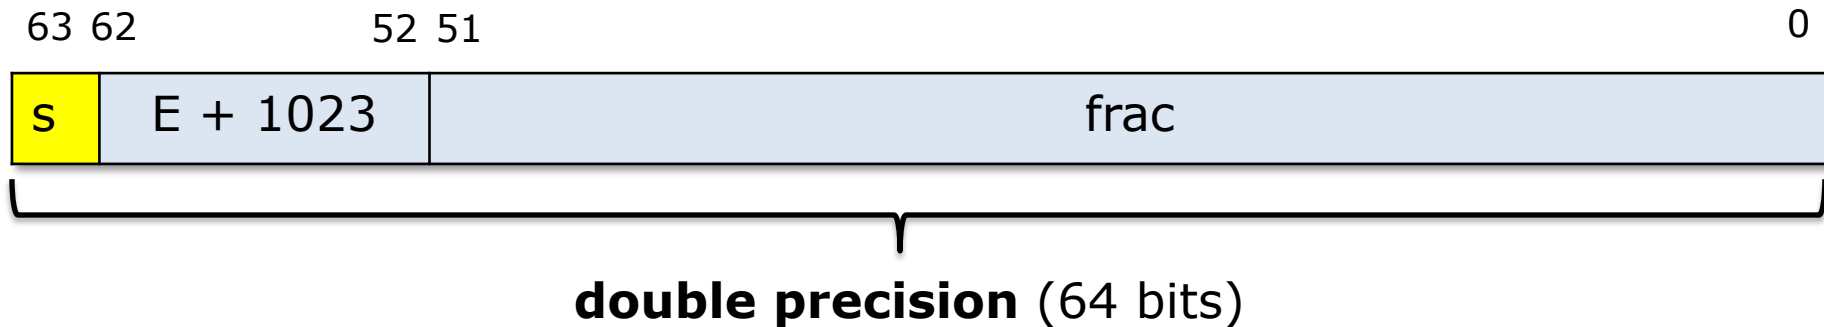 63 62 52 51 0
s E + 1023 frac
double precision (64 bits)